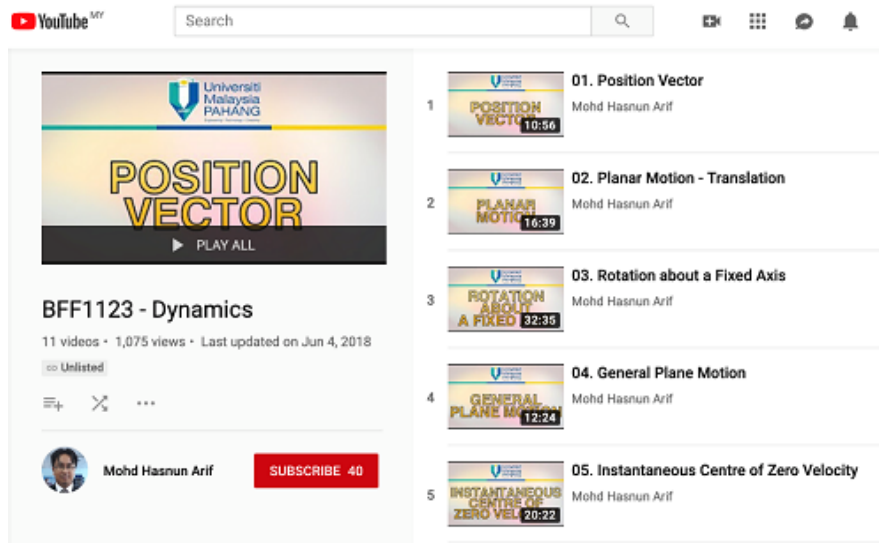 YouTube MY
Search
Universiti
Malaysia
PAHANG
POSITION
VECTOR
PLAY ALL
BFF1123 - Dynamics
11 videos • 1,075 views • Last updated on Jun 4, 2018
Unlisted
Mohd Hasnun Arif
SUBSCRIBE 40
1
POSITION
VECTOR
10:56
01. Position Vector
Mohd Hasnun Arif
2
PLANAR
MOTION
16:39
02. Planar Motion - Translation
Mohd Hasnun Arif
3
ROTATION
ABOUT
A FIXED
32:35
03. Rotation about a Fixed Axis
Mohd Hasnun Arif
4
GENERAL
PLANE MOTION
12:24
04. General Plane Motion
Mohd Hasnun Arif
5
INSTANTANEOUS
CENTRE OF
ZERO VEL
20:22
05. Instantaneous Centre of Zero Velocity
Mohd Hasnun Arif